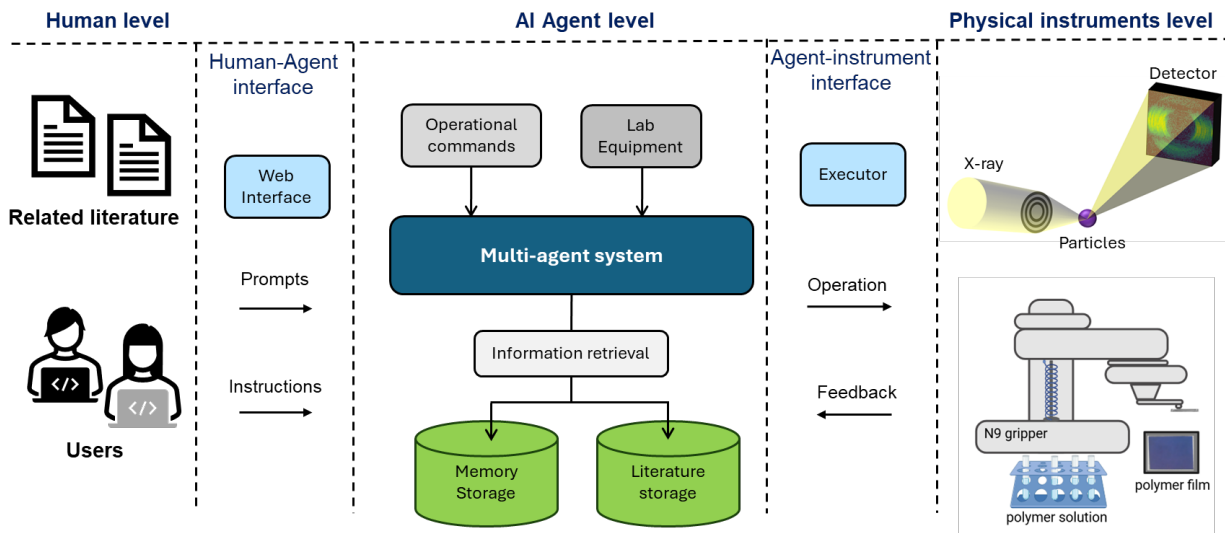 Human level
AI Agent level
Physical instruments level
Human-Agent
interface
Agent-instrument
interface
Related literature
Users
Web
Interface
Prompts
Instructions
Operational
commands
Lab
Equipment
Multi-agent system
Information retrieval
Memory
Storage
Literature
storage
Executor
Operation
Feedback
Detector
X-ray
Particles
N9 gripper
polymer film
polymer solution